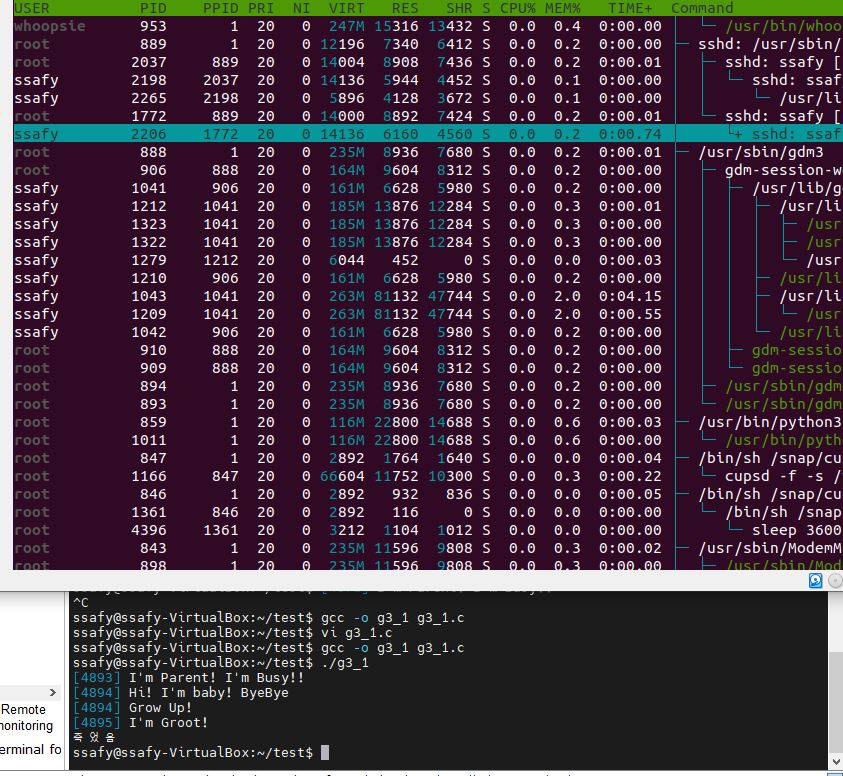 USER PID PPID PRI NI VIRT RES SHR S CPU% MEM% TIME+ Command
whoopsie 953 1 20 0 247M 15316 13432 S 0.0 0.4 0:00.00 /usr/bin/whoo
root 889 1 20 0 12196 7340 6412 S 0.0 0.2 0:00.00 sshd: /usr/sbin/
root 2037 889 20 0 14004 8908 7436 S 0.0 0.2 0:00.01 sshd: ssafy [
ssafy 2198 2037 20 0 14136 5944 4452 S 0.0 0.1 0:00.00 sshd: ssaf
ssafy 2265 2198 20 0 5896 4128 3672 S 0.0 0.1 0:00.00 /usr/li
root 1772 889 20 0 14000 8892 7424 S 0.0 0.2 0:00.01 sshd: ssafy [
ssafy 2206 1772 20 0 14136 6160 4560 S 0.0 0.2 0:00.74 + sshd: ssaf
root 888 1 20 0 235M 8936 7680 S 0.0 0.2 0:00.01 /usr/sbin/gdm3
root 906 888 20 0 164M 9604 8312 S 0.0 0.2 0:00.00 gdm-session-w
ssafy 1041 906 20 0 161M 6628 5980 S 0.0 0.2 0:00.00 /usr/lib/g
ssafy 1212 1041 20 0 185M 13876 12284 S 0.0 0.3 0:00.01 /usr/li
ssafy 1323 1041 20 0 185M 13876 12284 S 0.0 0.3 0:00.00 /usr
ssafy 1322 1041 20 0 185M 13876 12284 S 0.0 0.3 0:00.00 /usr
ssafy 1279 1212 20 0 6044 452 0 S 0.0 0.0 0:00.03 /usr
ssafy 1210 906 20 0 161M 6628 5980 S 0.0 0.2 0:00.00 /usr/li
ssafy 1043 1041 20 0 263M 81132 47744 S 0.0 2.0 0:04.15 /usr/li
ssafy 1209 1041 20 0 263M 81132 47744 S 0.0 2.0 0:00.55 /usr
ssafy 1042 906 20 0 161M 6628 5980 S 0.0 0.2 0:00.00 /usr/li
root 910 888 20 0 164M 9604 8312 S 0.0 0.2 0:00.00 gdm-sessio
root 909 888 20 0 164M 9604 8312 S 0.0 0.2 0:00.00 gdm-sessio
root 894 1 20 0 235M 8936 7680 S 0.0 0.2 0:00.00 /usr/sbin/gdm
root 893 1 20 0 235M 8936 7680 S 0.0 0.2 0:00.00 /usr/sbin/gdm
root 859 1 20 0 116M 22800 14688 S 0.0 0.6 0:00.03 /usr/bin/python3
root 1011 1 20 0 116M 22800 14688 S 0.0 0.6 0:00.00 /usr/bin/pyth
root 847 1 20 0 2892 1764 1640 S 0.0 0.0 0:00.04 /bin/sh /snap/cu
root 1166 847 20 0 66604 11752 10300 S 0.0 0.3 0:00.22 cupsd -f -s /
root 846 1 20 0 2892 932 836 S 0.0 0.0 0:00.05 /bin/sh /snap/cu
root 1361 846 20 0 2892 116 0 S 0.0 0.0 0:00.00 /bin/sh /snap
root 4396 1361 20 0 3212 1104 1012 S 0.0 0.0 0:00.00 sleep 3600
root 843 1 20 0 235M 11596 9808 S 0.0 0.3 0:00.02 /usr/sbin/ModemM
root 898 1 20 0 235M 11596 9808 S 0.0 0.3 0:00.00 /usr/sbin/Mod
^C
ssafy@ssafy-VirtualBox:~/test$ gcc -o g3_1 g3_1.c
ssafy@ssafy-VirtualBox:~/test$ vi g3_1.c
ssafy@ssafy-VirtualBox:~/test$ gcc -o g3_1 g3_1.c
ssafy@ssafy-VirtualBox:~/test$ ./g3_1
[4893] I'm Parent! I'm Busy!!
[4894] Hi! I'm baby! ByeBye
[4894] Grow Up!
[4895] I'm Groot!
죽었음
ssafy@ssafy-VirtualBox:~/test$
Remote
nonitoring
erminal fo